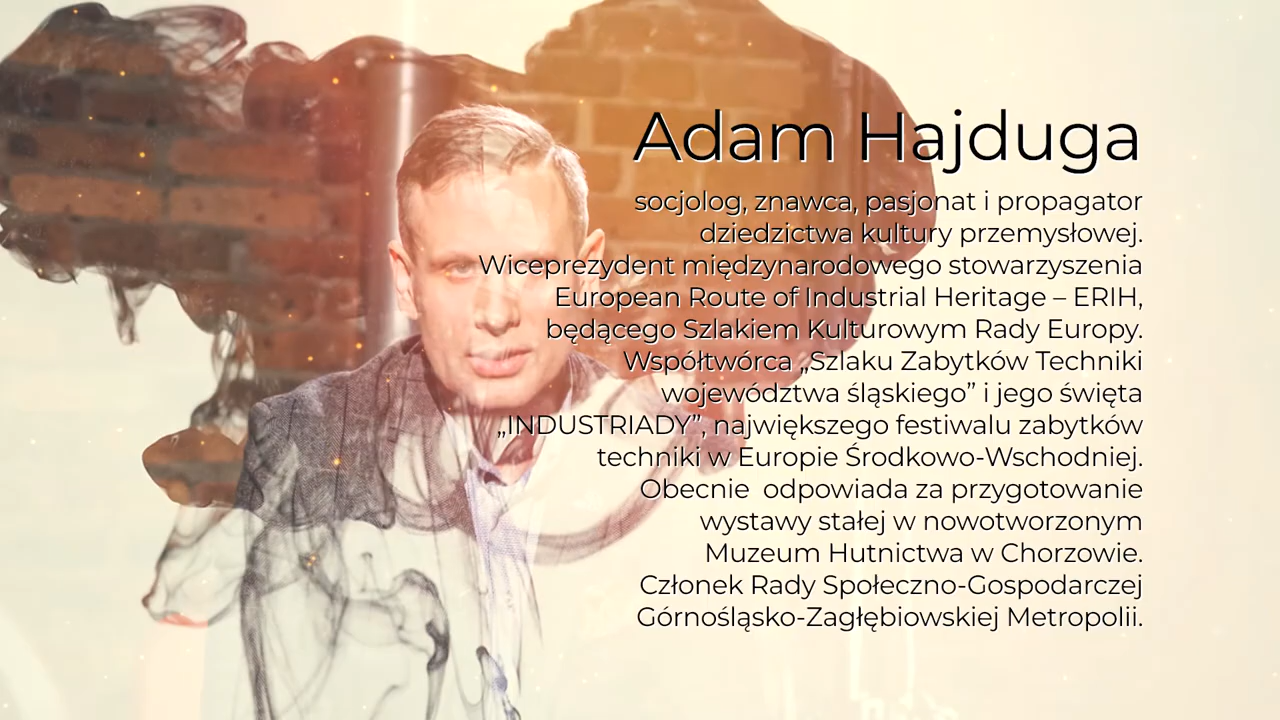 Adam Hajduga
socjolog, znawca, pasjonat i propagator
dziedzictwa kultury przemysłowej.
Wiceprezydent międzynarodowego stowarzyszenia
European Route of Industrial Heritage – ERIH,
będącego Szlakiem Kulturowym Rady Europy.
Współtwórca „Szlaku Zabytków Techniki
województwa śląskiego” i jego święta
„INDUSTRIADY”, największego festiwalu zabytków
techniki w Europie Środkowo-Wschodniej.
Obecnie  odpowiada za przygotowanie
wystawy stałej w nowotworzonym
Muzeum Hutnictwa w Chorzowie.
Członek Rady Społeczno-Gospodarczej
Górnośląsko-Zagłębiowskiej Metropolii.